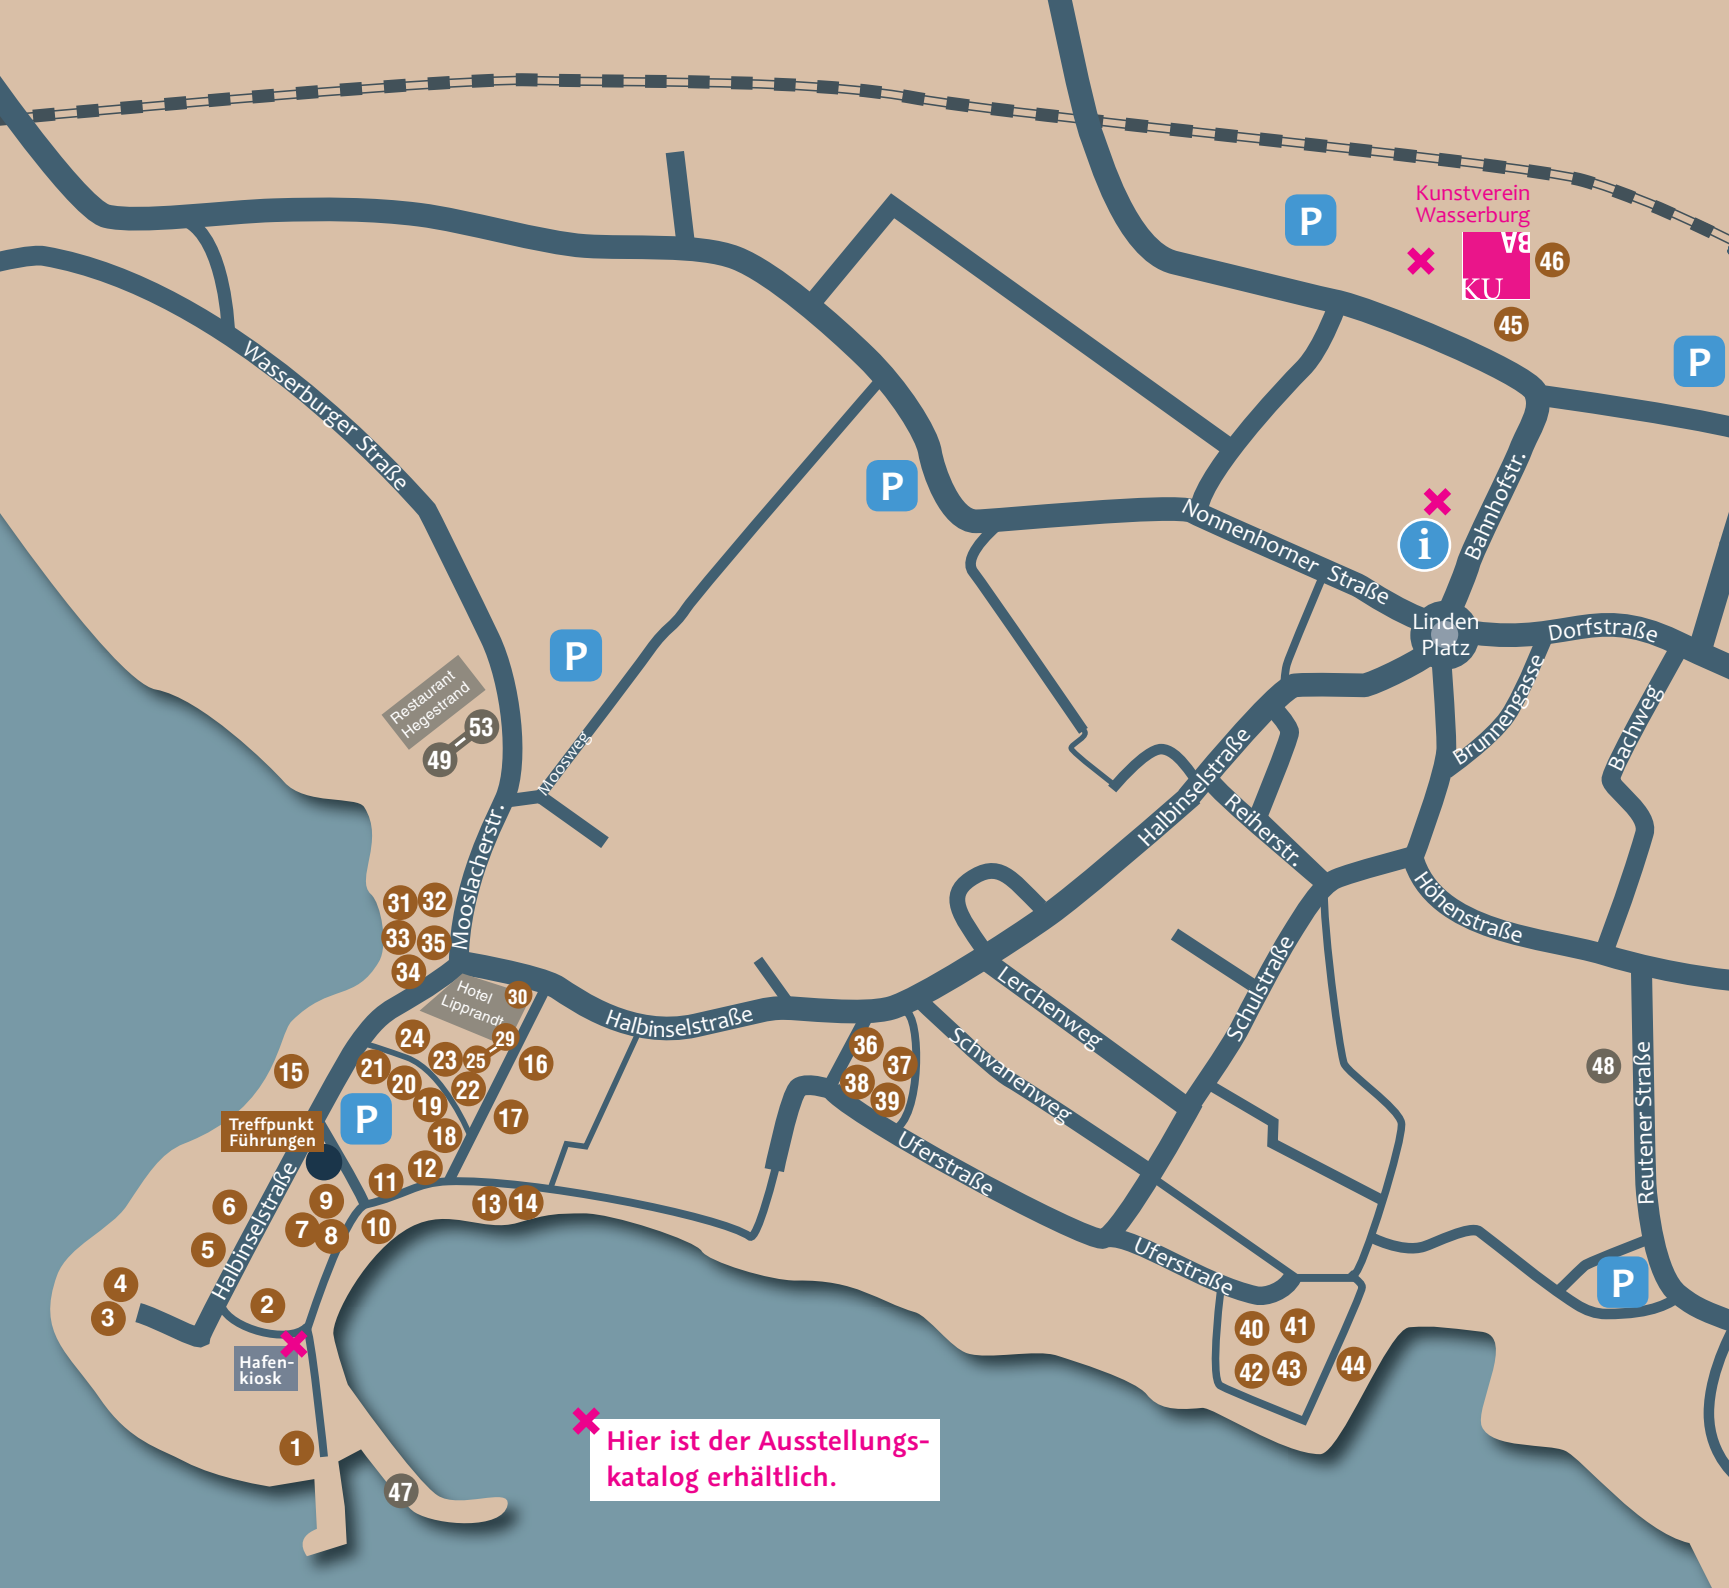 Kunstverein
Wasserburg
P
BA
KU
46
45
P
Wasserburger Straße
P
Nonnenhorner Straße
Bahnhofstr.
i
Linden
Platz
Dorfstraße
Brunnengasse
Bachweg
P
Restaurant
Hegestrand
53
49
Moosweg
Mooslacherstr.
Halbinselstraße
Reiherstr.
Höhenstraße
31
32
33
35
34
Hotel
Lipprandt
30
29
24
23
25
22
21
20
19
18
16
17
15
Halbinselstraße
Lerchenweg
Schwanenweg
Schulstraße
36
37
38
39
48
Reutener Straße
Treffpunkt
Führungen
P
12
11
13
14
Uferstraße
6
9
7
8
10
5
Halbinselstraße
4
3
2
Uferstraße
P
Hafen-
kiosk
40
41
42
43
44
1
47
Hier ist der Ausstellungs-
katalog erhältlich.